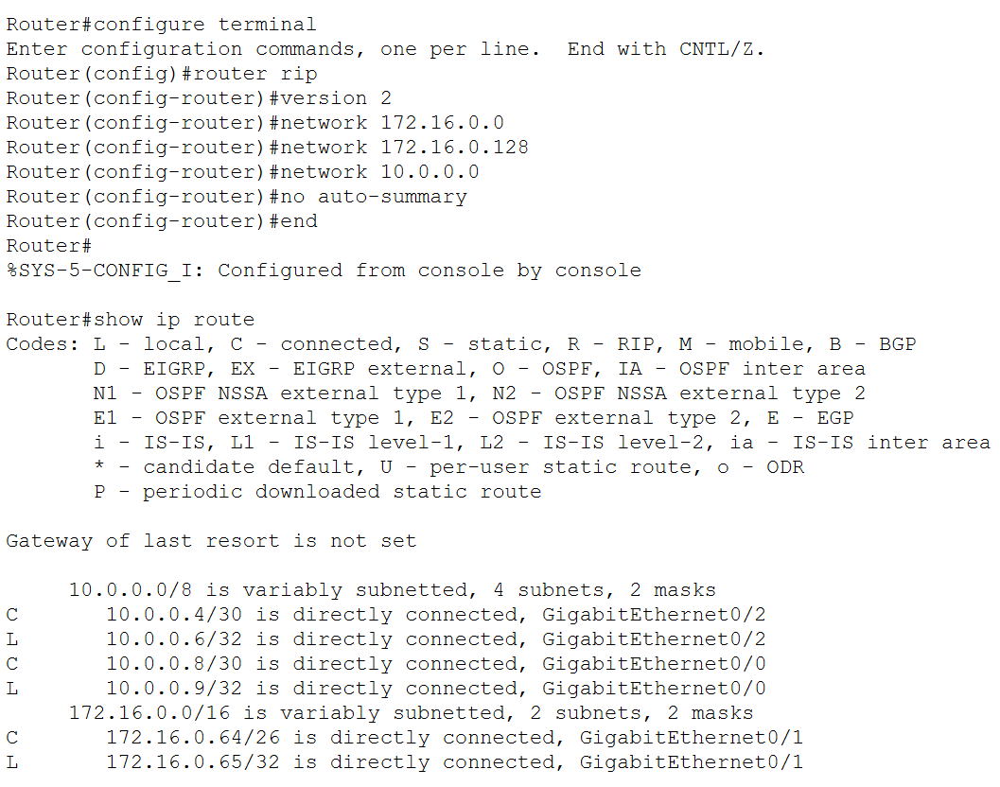 Router#configure terminal
Enter configuration commands, one per line.  End with CNTL/Z.
Router(config)#router rip
Router(config-router)#version 2
Router(config-router)#network 172.16.0.0
Router(config-router)#network 172.16.0.128
Router(config-router)#network 10.0.0.0
Router(config-router)#no auto-summary
Router(config-router)#end
Router#
%SYS-5-CONFIG_I: Configured from console by console

Router#show ip route
Codes: L - local, C - connected, S - static, R - RIP, M - mobile, B - BGP
       D - EIGRP, EX - EIGRP external, O - OSPF, IA - OSPF inter area
       N1 - OSPF NSSA external type 1, N2 - OSPF NSSA external type 2
       E1 - OSPF external type 1, E2 - OSPF external type 2, E - EGP
       i - IS-IS, L1 - IS-IS level-1, L2 - IS-IS level-2, ia - IS-IS inter area
       * - candidate default, U - per-user static route, o - ODR
       P - periodic downloaded static route

Gateway of last resort is not set

     10.0.0.0/8 is variably subnetted, 4 subnets, 2 masks
C       10.0.0.4/30 is directly connected, GigabitEthernet0/2
L       10.0.0.6/32 is directly connected, GigabitEthernet0/2
C       10.0.0.8/30 is directly connected, GigabitEthernet0/0
L       10.0.0.9/32 is directly connected, GigabitEthernet0/0
     172.16.0.0/16 is variably subnetted, 2 subnets, 2 masks
C       172.16.0.64/26 is directly connected, GigabitEthernet0/1
L       172.16.0.65/32 is directly connected, GigabitEthernet0/1